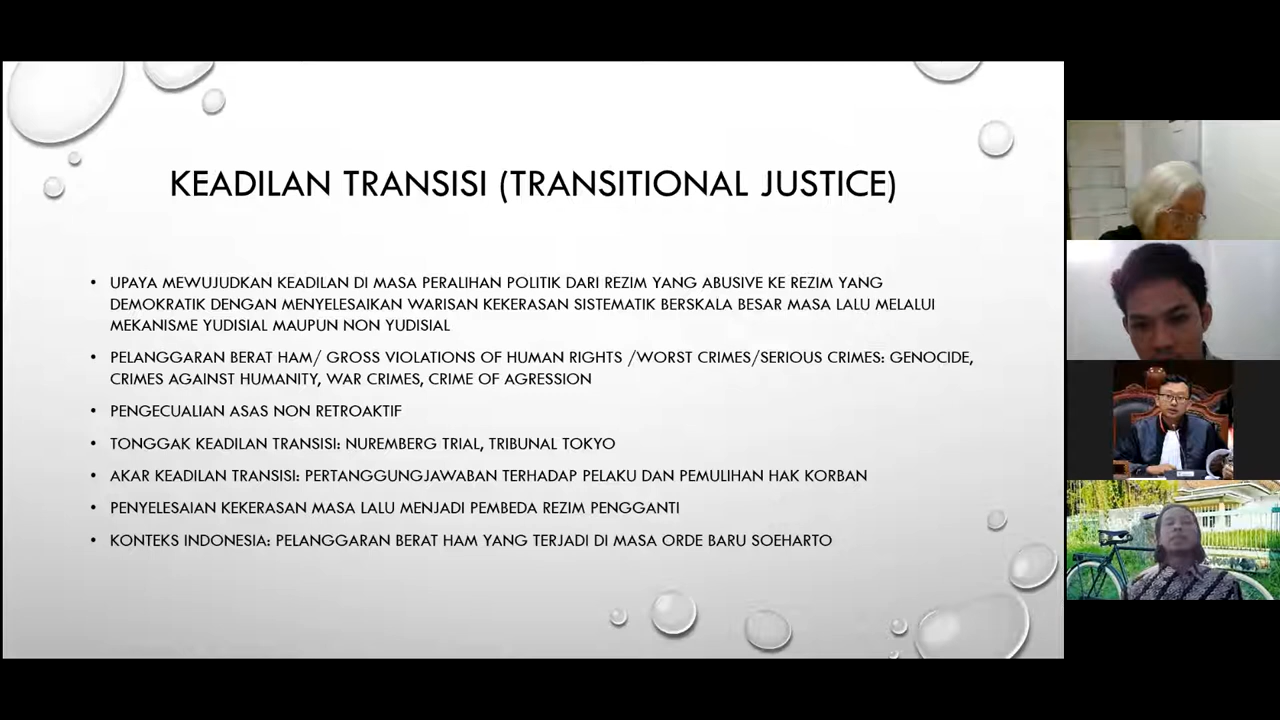 KEADILAN TRANSISI (TRANSITIONAL JUSTICE)
• UPAYA MEWUJUDKAN KEADILAN DI MASA PERALIHAN POLITIK DARI REZIM YANG ABUSIVE KE REZIM YANG
DEMOKRATIK DENGAN MENYELESAIKAN WARISAN KEKERASAN SISTEMATIK BERSKALA BESAR MASA LALU MELALUI
MEKANISME YUDISIAL MAUPUN NON YUDISIAL
• PELANGGARAN BERAT HAM/ GROSS VIOLATIONS OF HUMAN RIGHTS /WORST CRIMES/SERIOUS CRIMES: GENOCIDE,
CRIMES AGAINST HUMANITY, WAR CRIMES, CRIME OF AGRESSION
• PENGECUALIAN ASAS NON RETROAKTIF
• TONGGAK KEADILAN TRANSISI: NUREMBERG TRIAL, TRIBUNAL TOKYO
• AKAR KEADILAN TRANSISI: PERTANGGUNGJAWABAN TERHADAP PELAKU DAN PEMULIHAN HAK KORBAN
• PENYELESAIAN KEKERASAN MASA LALU MENJADI PEMBEDA REZIM PENGGANTI
• KONTEKS INDONESIA: PELANGGARAN BERAT HAM YANG TERJADI DI MASA ORDE BARU SOEHARTO